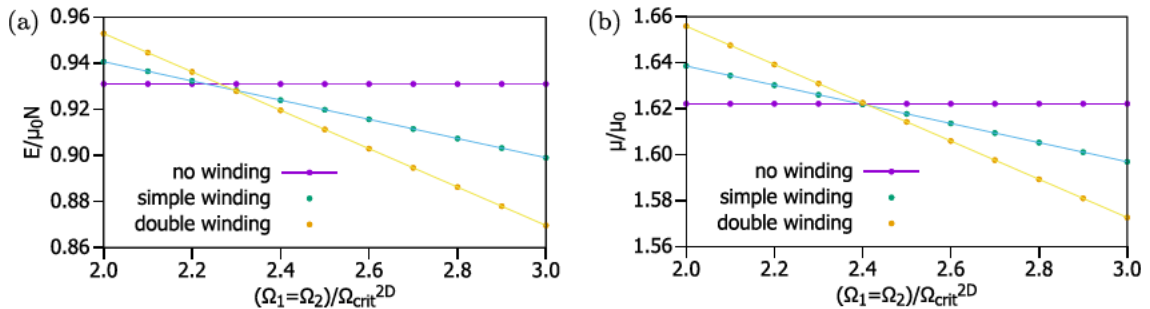 (a)
E/μ₀N
0.96
0.94
0.92
0.90
0.88
0.86
no winding
simple winding
double winding
2.0 2.2 2.4 2.6 2.8 3.0
(Ω₁=Ω₂)/Ωcrit²ᴰ
(b)
μ/μ₀
1.66
1.64
1.62
1.60
1.58
1.56
no winding
simple winding
double winding
2.0 2.2 2.4 2.6 2.8 3.0
(Ω₁=Ω₂)/Ωcrit²ᴰ